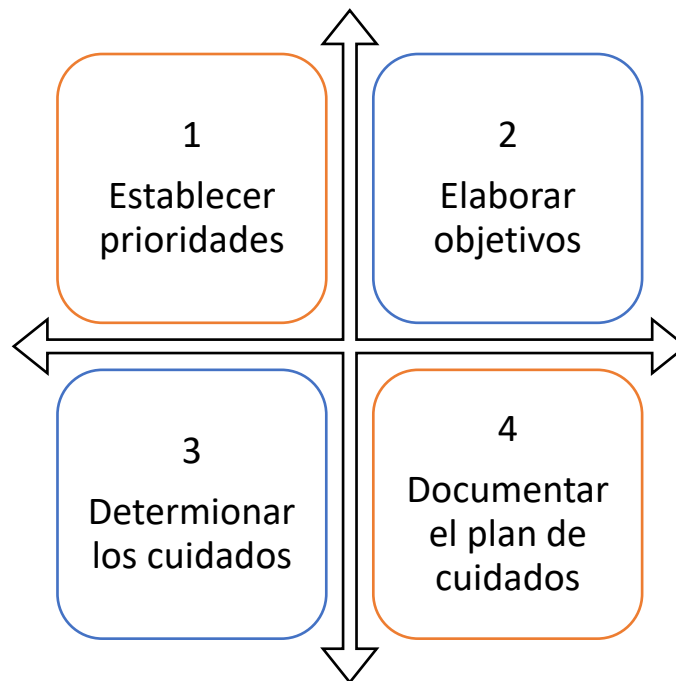 1
Establecer
prioridades
2
Elaborar
objetivos
3
Determionar
los cuidados
4
Documentar
el plan de
cuidados